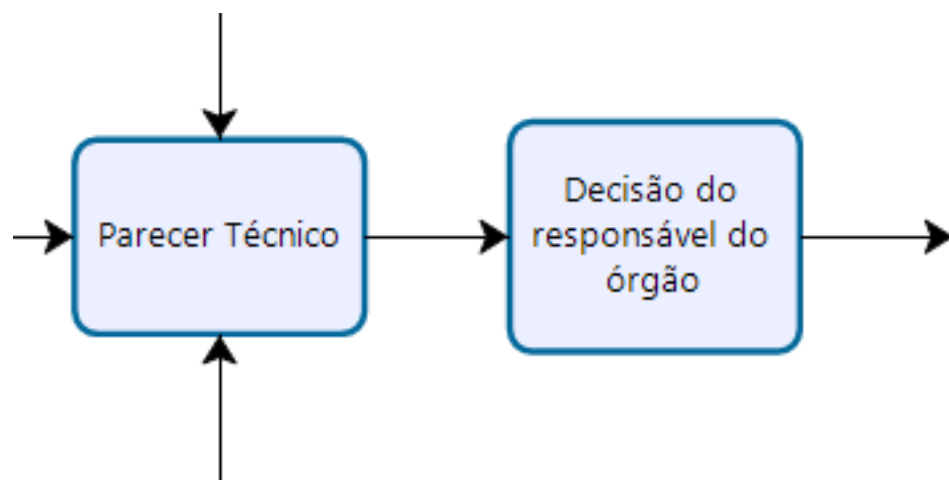 Parecer Técnico
Decisão do
responsável do
órgão